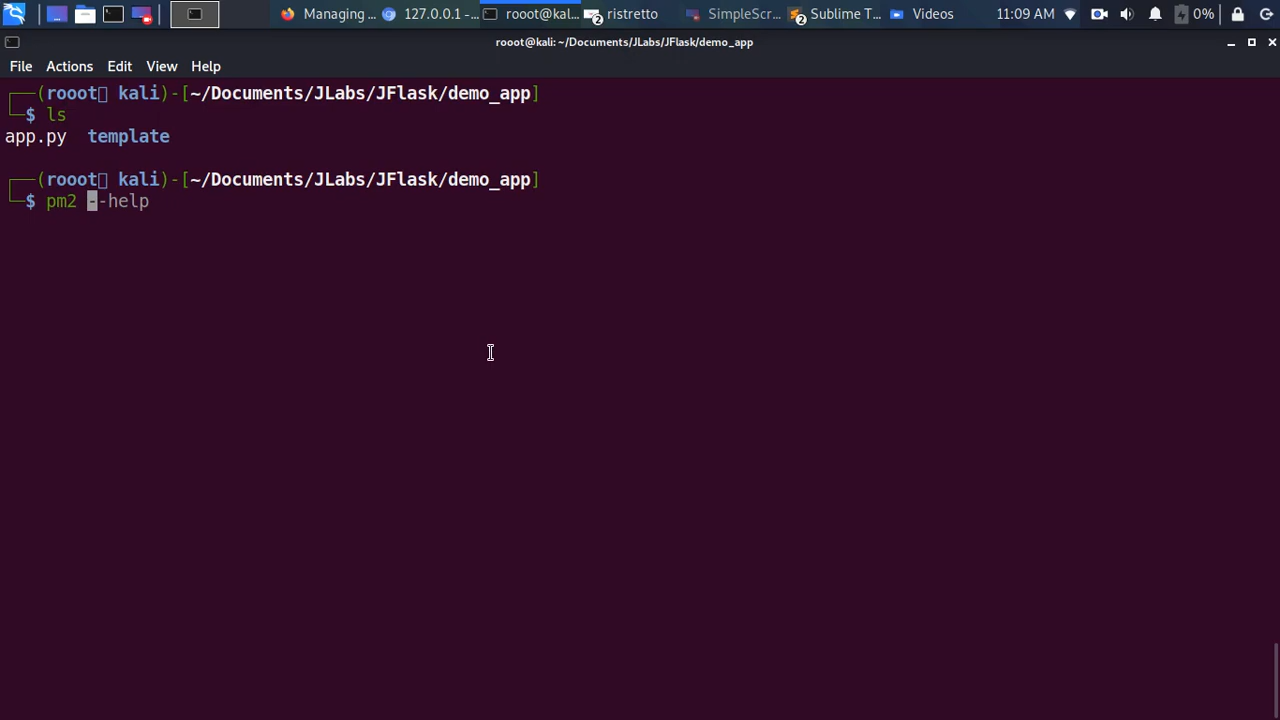 Managing ...
127.0.0.1 -...
rooot@kal...
2
ristretto
SimpleScr...
2
Sublime T...
Videos
11:09 AM
0%
rooot@kali: ~/Documents/JLabs/JFlask/demo_app
File Actions Edit View Help
┌──(rooot▯ kali)-[~/Documents/JLabs/JFlask/demo_app]
└─$ ls
app.py template
┌──(rooot▯ kali)-[~/Documents/JLabs/JFlask/demo_app]
└─$ pm2 --help